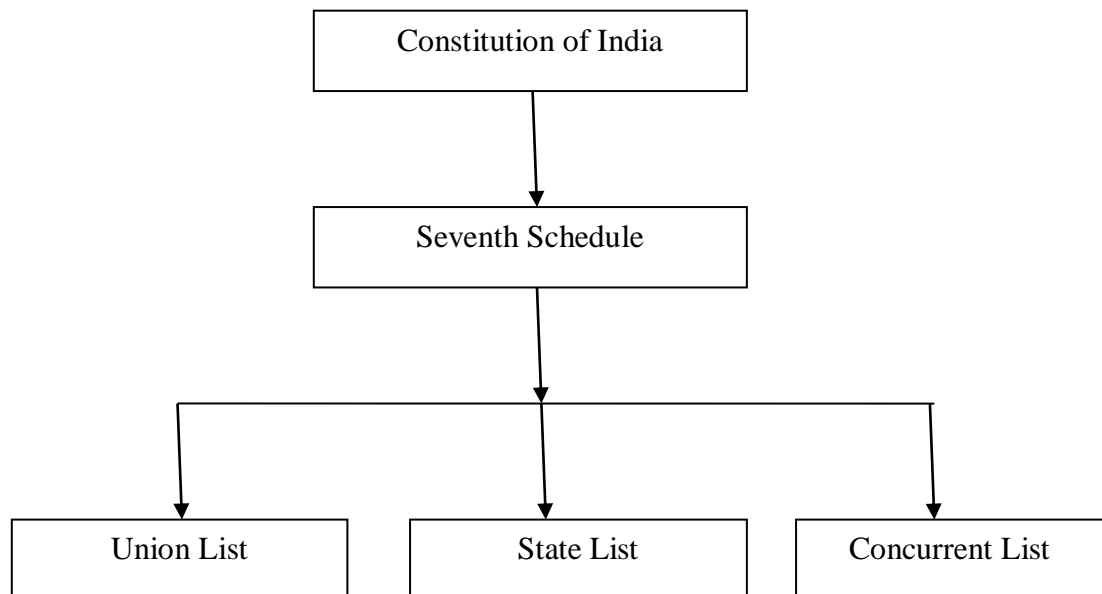 Constitution of India
Seventh Schedule
Union List
State List
Concurrent List